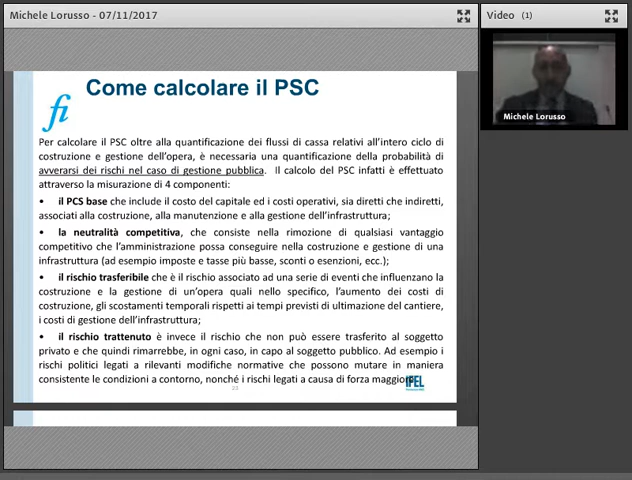 Michele Lorusso - 07/11/2017
Video (1)
Michele Lorusso
fi
Come calcolare il PSC
Per calcolare il PSC oltre alla quantificazione dei flussi di cassa relativi all'intero ciclo di
costruzione e gestione dell'opera, è necessaria una quantificazione della probabilità di
avverarsi dei rischi nel caso di gestione pubblica. Il calcolo del PSC infatti è effettuato
attraverso la misurazione di 4 componenti:
• il PCS base che include il costo del capitale ed i costi operativi, sia diretti che indiretti,
associati alla costruzione, alla manutenzione e alla gestione dell'infrastruttura;
• la neutralità competitiva, che consiste nella rimozione di qualsiasi vantaggio
competitivo che l'amministrazione possa conseguire nella costruzione e gestione di una
infrastruttura (ad esempio imposte e tasse più basse, sconti o esenzioni, ecc.);
• il rischio trasferibile che è il rischio associato ad una serie di eventi che influenzano la
costruzione e la gestione di un'opera quali nello specifico, l'aumento dei costi di
costruzione, gli scostamenti temporali rispetti ai tempi previsti di ultimazione del cantiere,
i costi di gestione dell'infrastruttura;
• il rischio trattenuto è invece il rischio che non può essere trasferito al soggetto
privato e che quindi rimarrebbe, in ogni caso, in capo al soggetto pubblico. Ad esempio i
rischi politici legati a rilevanti modifiche normative che possono mutare in maniera
consistente le condizioni a contorno, nonché i rischi legati a causa di forza maggiore.
IFEL